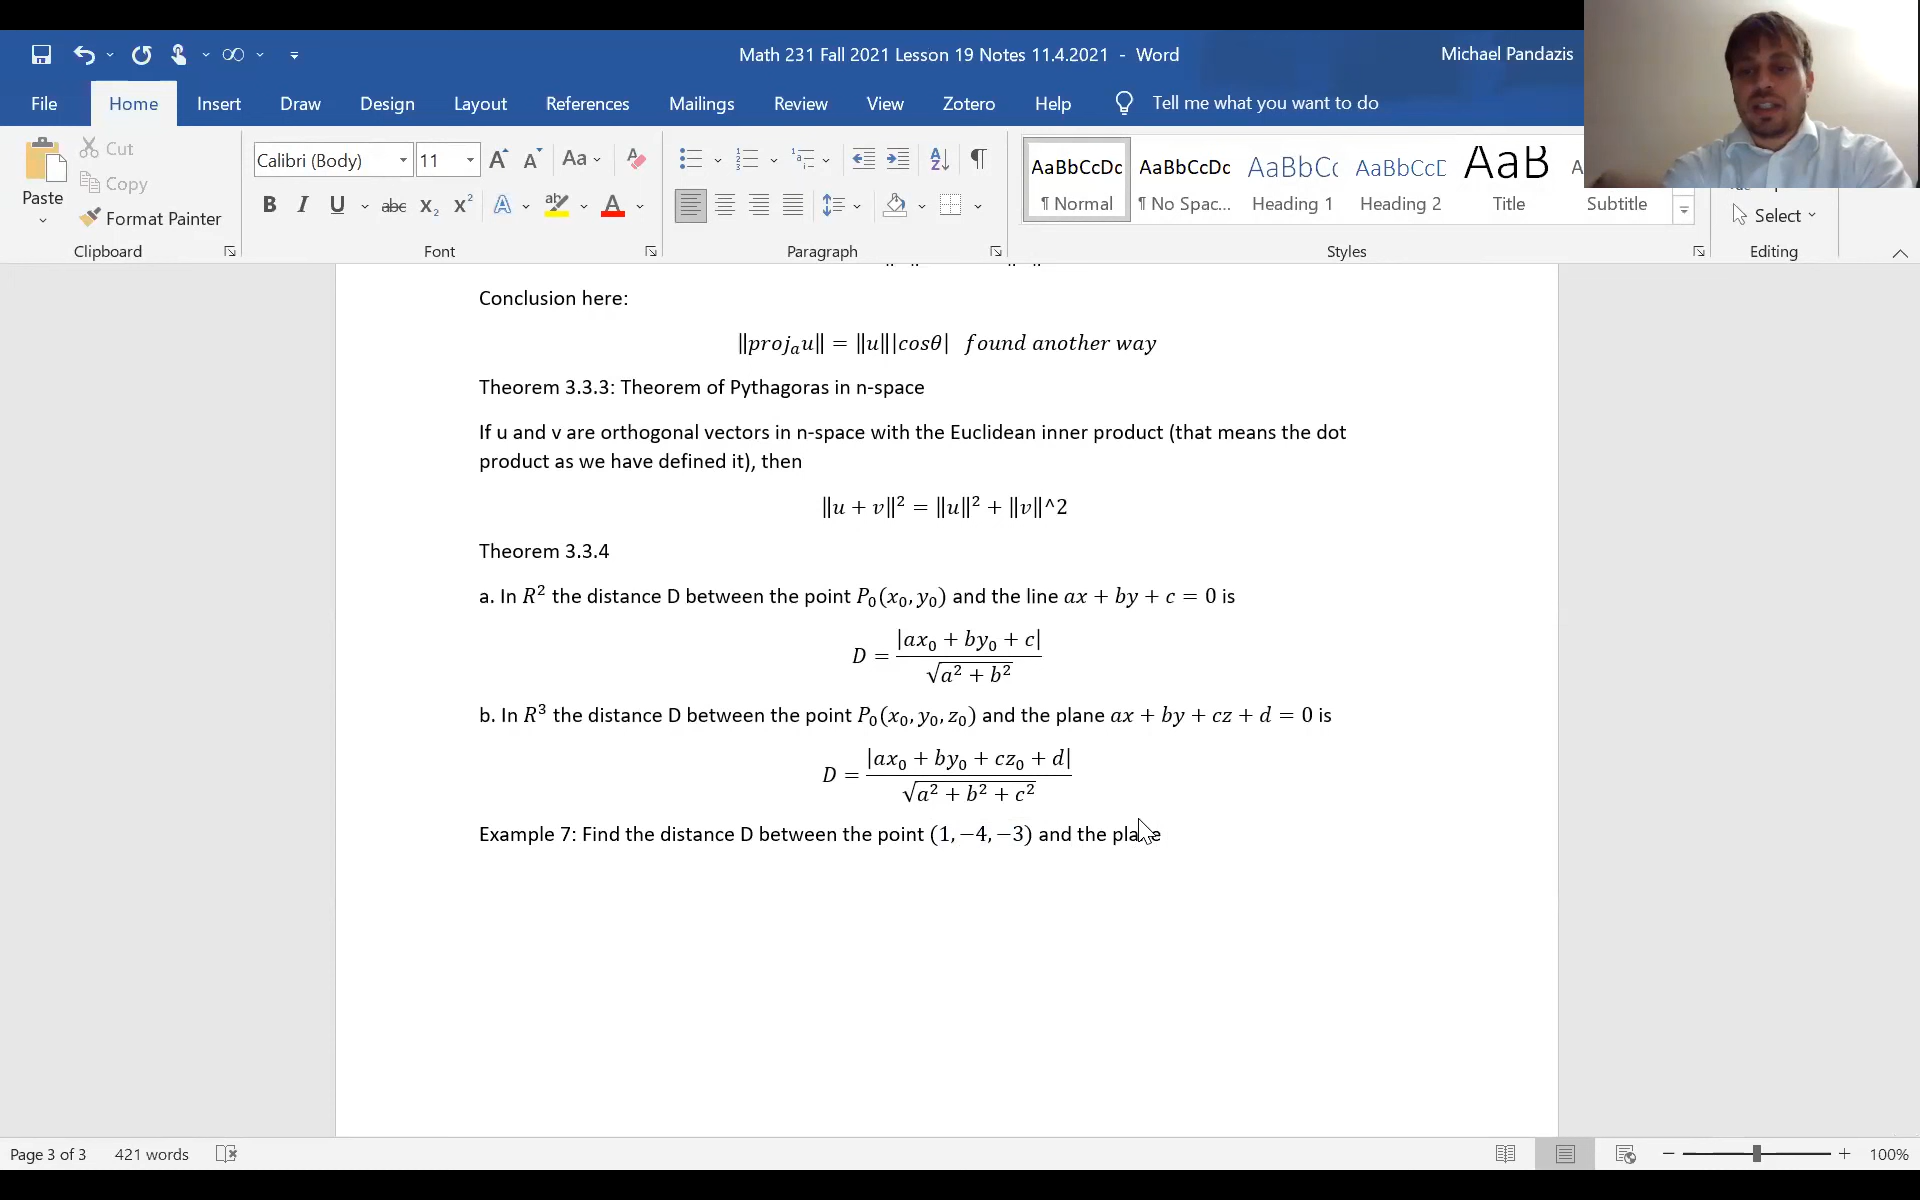 Math 231 Fall 2021 Lesson 19 Notes 11.4.2021 - Word
Michael Pandazis
File Home Insert Draw Design Layout References Mailings Review View Zotero Help Tell me what you want to do
Paste
Cut
Copy
Format Painter
Clipboard
Calibri (Body) 11
Font
Paragraph
AaBbCcDc AaBbCcDc AaBbCc AaBbCcD AaB
¶ Normal ¶ No Spac... Heading 1 Heading 2 Title Subtitle
Styles
Select
Editing
Conclusion here:
‖proj_a u‖ = ‖u‖|cosθ| found another way
Theorem 3.3.3: Theorem of Pythagoras in n-space
If u and v are orthogonal vectors in n-space with the Euclidean inner product (that means the dot
product as we have defined it), then
‖u + v‖² = ‖u‖² + ‖v‖^2
Theorem 3.3.4
a. In R² the distance D between the point P₀(x₀, y₀) and the line ax + by + c = 0 is
D = |ax₀ + by₀ + c| / √(a² + b²)
b. In R³ the distance D between the point P₀(x₀, y₀, z₀) and the plane ax + by + cz + d = 0 is
D = |ax₀ + by₀ + cz₀ + d| / √(a² + b² + c²)
Example 7: Find the distance D between the point (1, −4, −3) and the plane
Page 3 of 3 421 words 100%